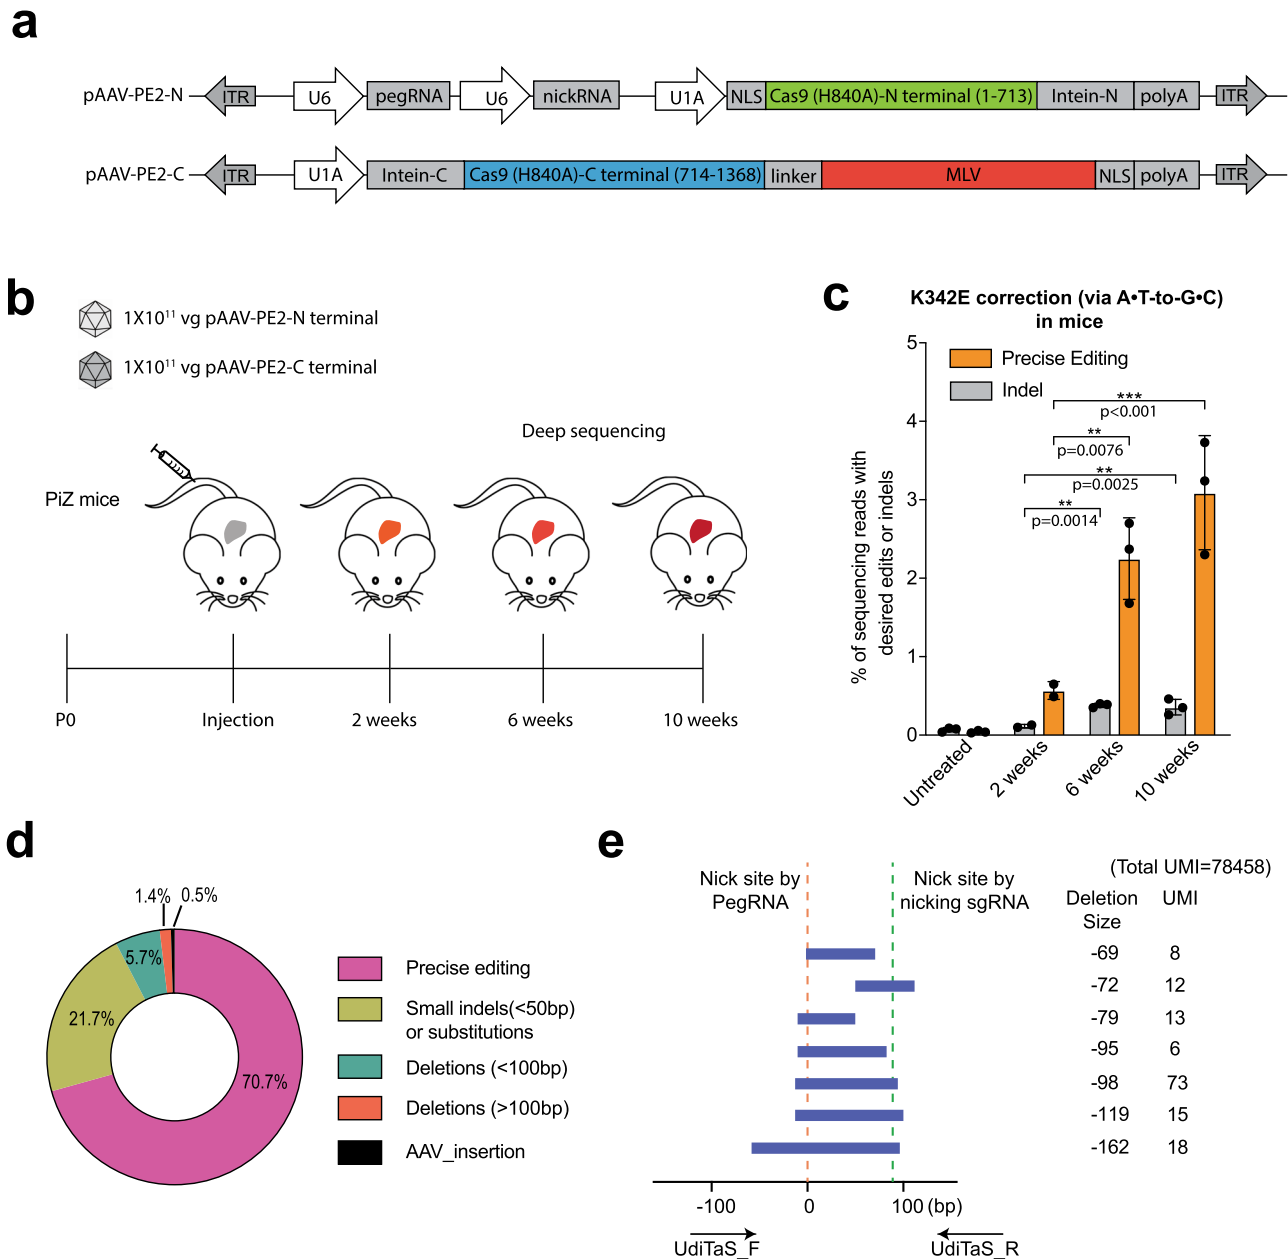 a
pAAV-PE2-N
ITR
U6
pegRNA
U6
nickRNA
U1A
NLS
Cas9 (H840A)-N terminal (1-713)
Intein-N
polyA
ITR
pAAV-PE2-C
ITR
U1A
Intein-C
Cas9 (H840A)-C terminal (714-1368)
linker
MLV
NLS
polyA
ITR
b
1X10¹¹ vg pAAV-PE2-N terminal
1X10¹¹ vg pAAV-PE2-C terminal
Deep sequencing
PiZ mice
P0
Injection
2 weeks
6 weeks
10 weeks
c
K342E correction (via A•T-to-G•C)
in mice
Precise Editing
Indel
% of sequencing reads with
desired edits or indels
5
4
3
2
1
0
***
p<0.001
**
p=0.0076
**
p=0.0025
**
p=0.0014
Untreated
2 weeks
6 weeks
10 weeks
d
1.4%
0.5%
5.7%
21.7%
70.7%
Precise editing
Small indels(<50bp)
or substitutions
Deletions (<100bp)
Deletions (>100bp)
AAV_insertion
e
(Total UMI=78458)
Nick site by
PegRNA
Nick site by
nicking sgRNA
Deletion
Size
UMI
-69 8
-72 12
-79 13
-95 6
-98 73
-119 15
-162 18
-100 0 100 (bp)
UdiTaS_F
UdiTaS_R